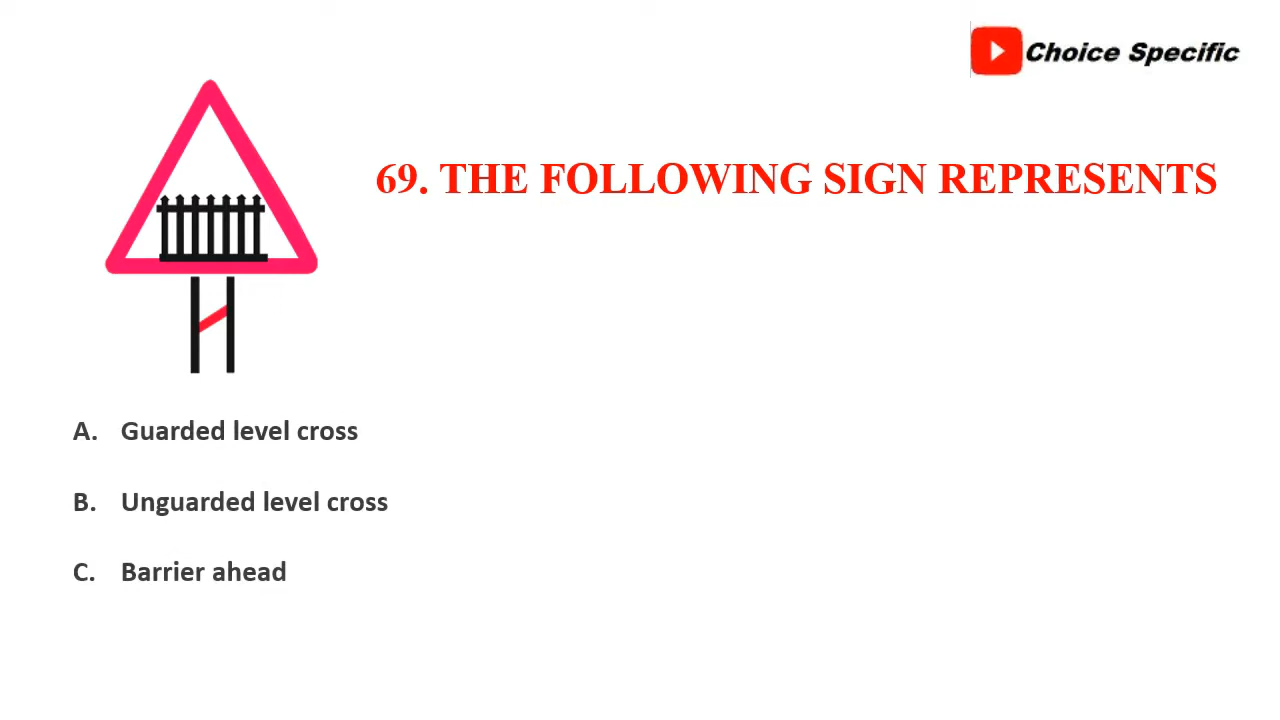 Choice Specific
69. THE FOLLOWING SIGN REPRESENTS
A. Guarded level cross
B. Unguarded level cross
C. Barrier ahead